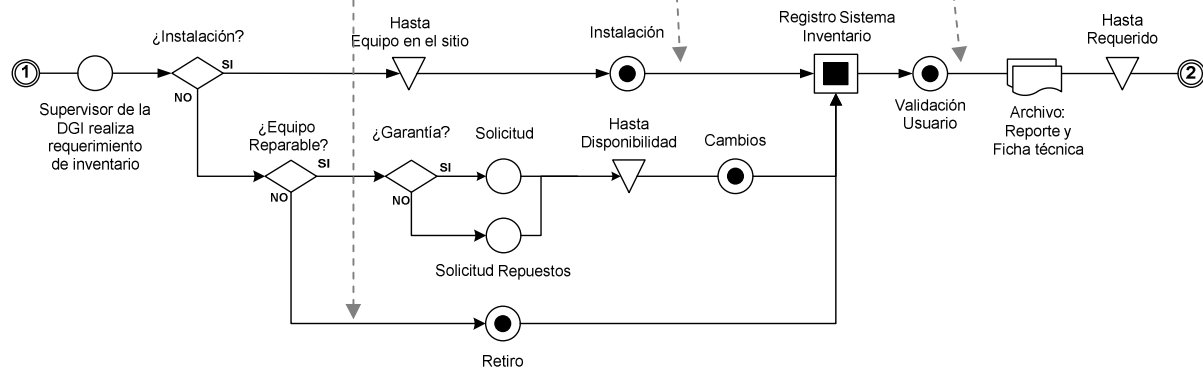 Hasta
Equipo en el sitio
¿Instalación?
SI
NO
Instalación
Registro Sistema
Inventario
Hasta
Requerido
1
2
Supervisor de la
DGI realiza
requerimiento
de inventario
Validación
Usuario
Archivo:
Reporte y
Ficha técnica
¿Equipo
Reparable?
SI
NO
¿Garantía?
SI
NO
Solicitud
Hasta
Disponibilidad
Cambios
Solicitud Repuestos
Retiro